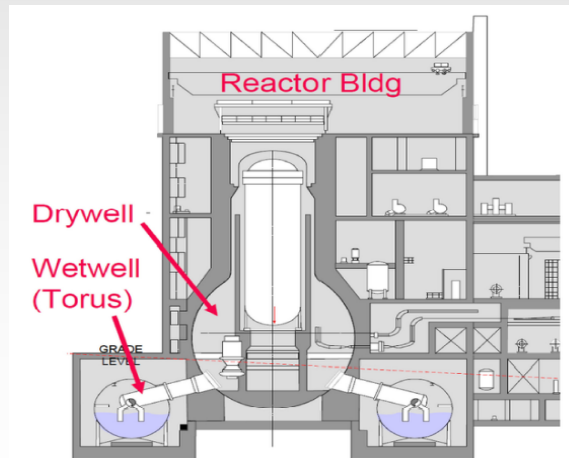 Reactor Bldg
Drywell
Wetwell
(Torus)
GRADE
LEVEL